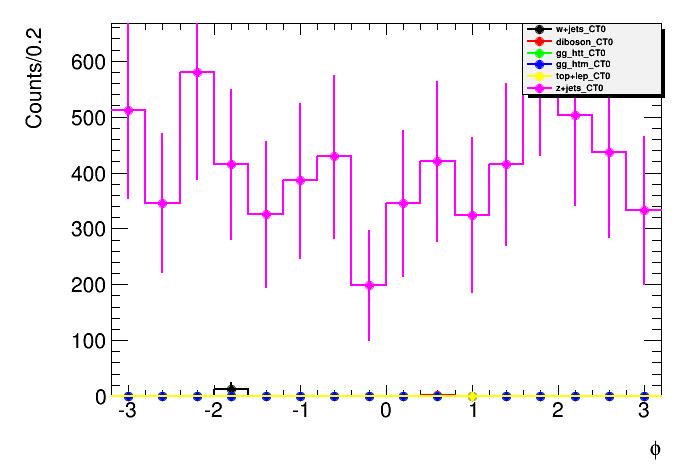 Counts/0.2
600
500
400
300
200
100
0
-3 -2 -1 0 1 2 3
ϕ
w+jets_CT0
diboson_CT0
gg_htt_CT0
gg_htm_CT0
top+lep_CT0
z+jets_CT0